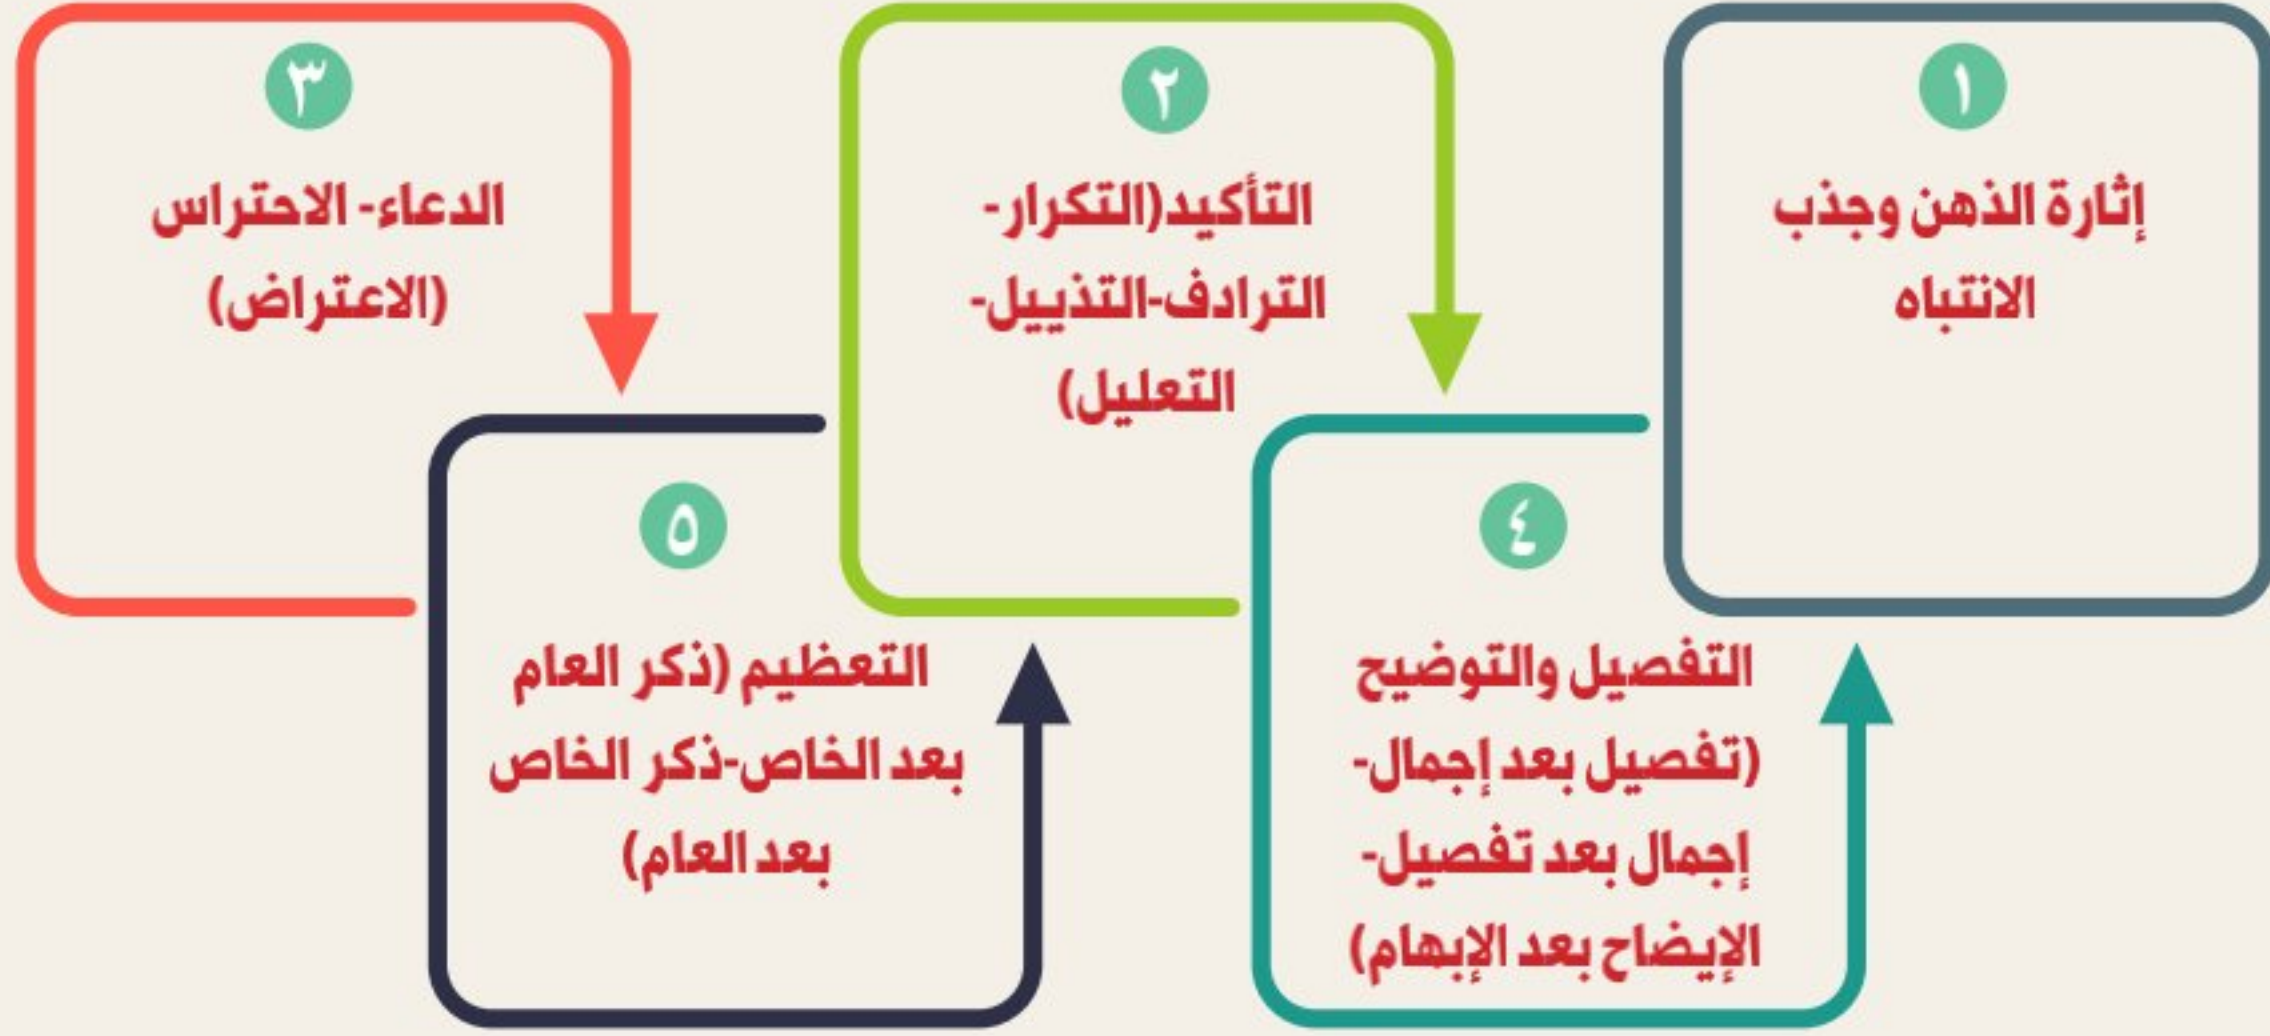 ١
إثارة الذهن وجذب
الانتباه
٢
التأكيد(التكرار-
الترادف-التذييل-
التعليل)
٣
الدعاء- الاحتراس
(الاعتراض)
٤
التفصيل والتوضيح
(تفصيل بعد إجمال-
إجمال بعد تفصيل-
الإيضاح بعد الإبهام)
٥
التعظيم (ذكر العام
بعد الخاص-ذكر الخاص
بعد العام)